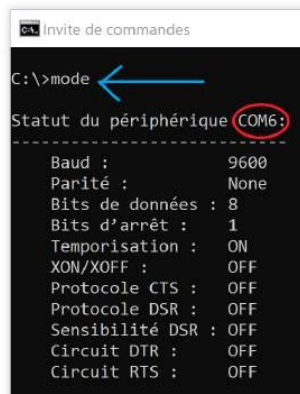 Invite de commandes
C:\>mode
Statut du périphérique COM6:
----------------------------
Baud : 9600
Parité : None
Bits de données : 8
Bits d’arrêt : 1
Temporisation : ON
XON/XOFF : OFF
Protocole CTS : OFF
Protocole DSR : OFF
Sensibilité DSR : OFF
Circuit DTR : OFF
Circuit RTS : OFF